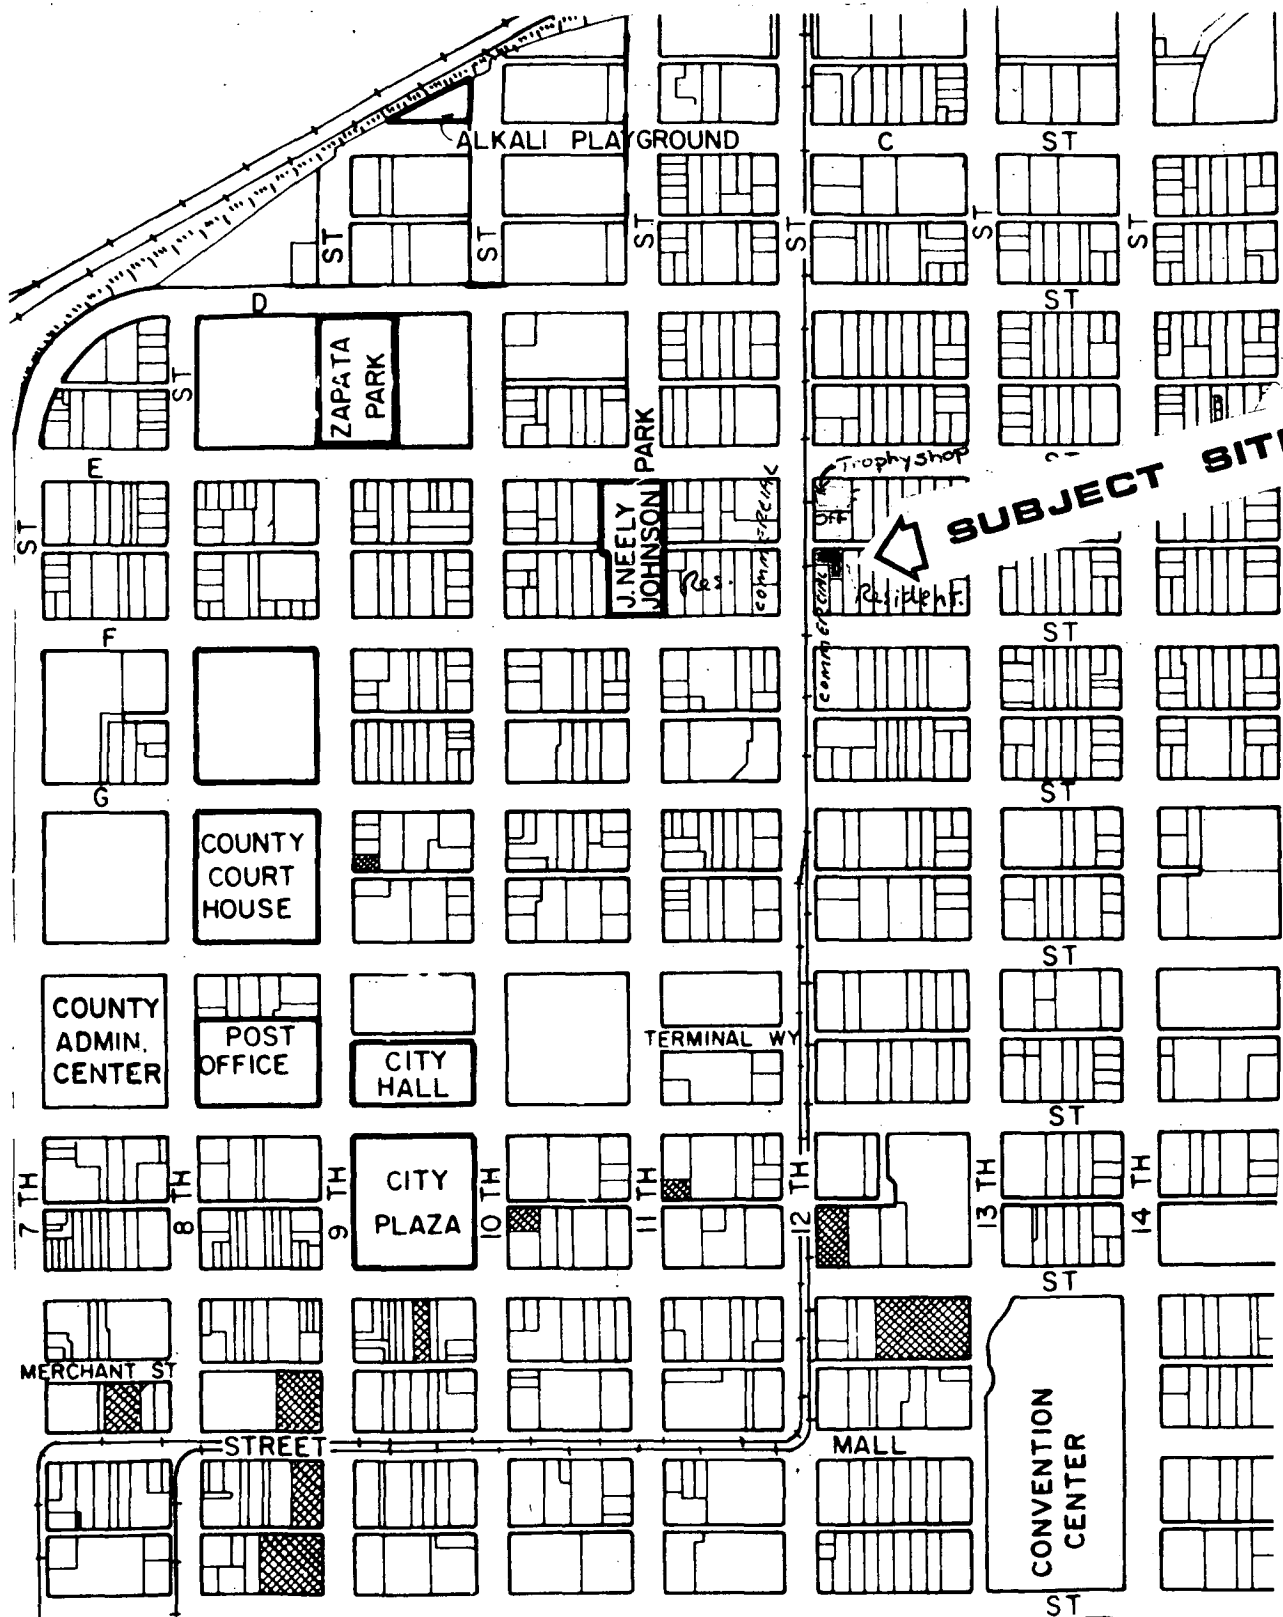 ALKALI PLAYGROUND
C
ST
ST
ST
ST
ST
ST
ST
D
ST
ZAPATA
PARK
ST
E
PARK
COMMERCIAL
Trophy shop
SUBJECT SITE
Off
ST
J. NEELY
JOHNSON
Res.
COMMERCIAL
Resident.
F
ST
G
ST
COUNTY
COURT
HOUSE
ST
COUNTY
ADMIN.
CENTER
POST
OFFICE
CITY
HALL
TERMINAL WY
ST
7 TH
8 TH
9 TH
CITY
PLAZA
10 TH
11 TH
12 TH
13 TH
14 TH
ST
MERCHANT ST
STREET
MALL
CONVENTION
CENTER
ST